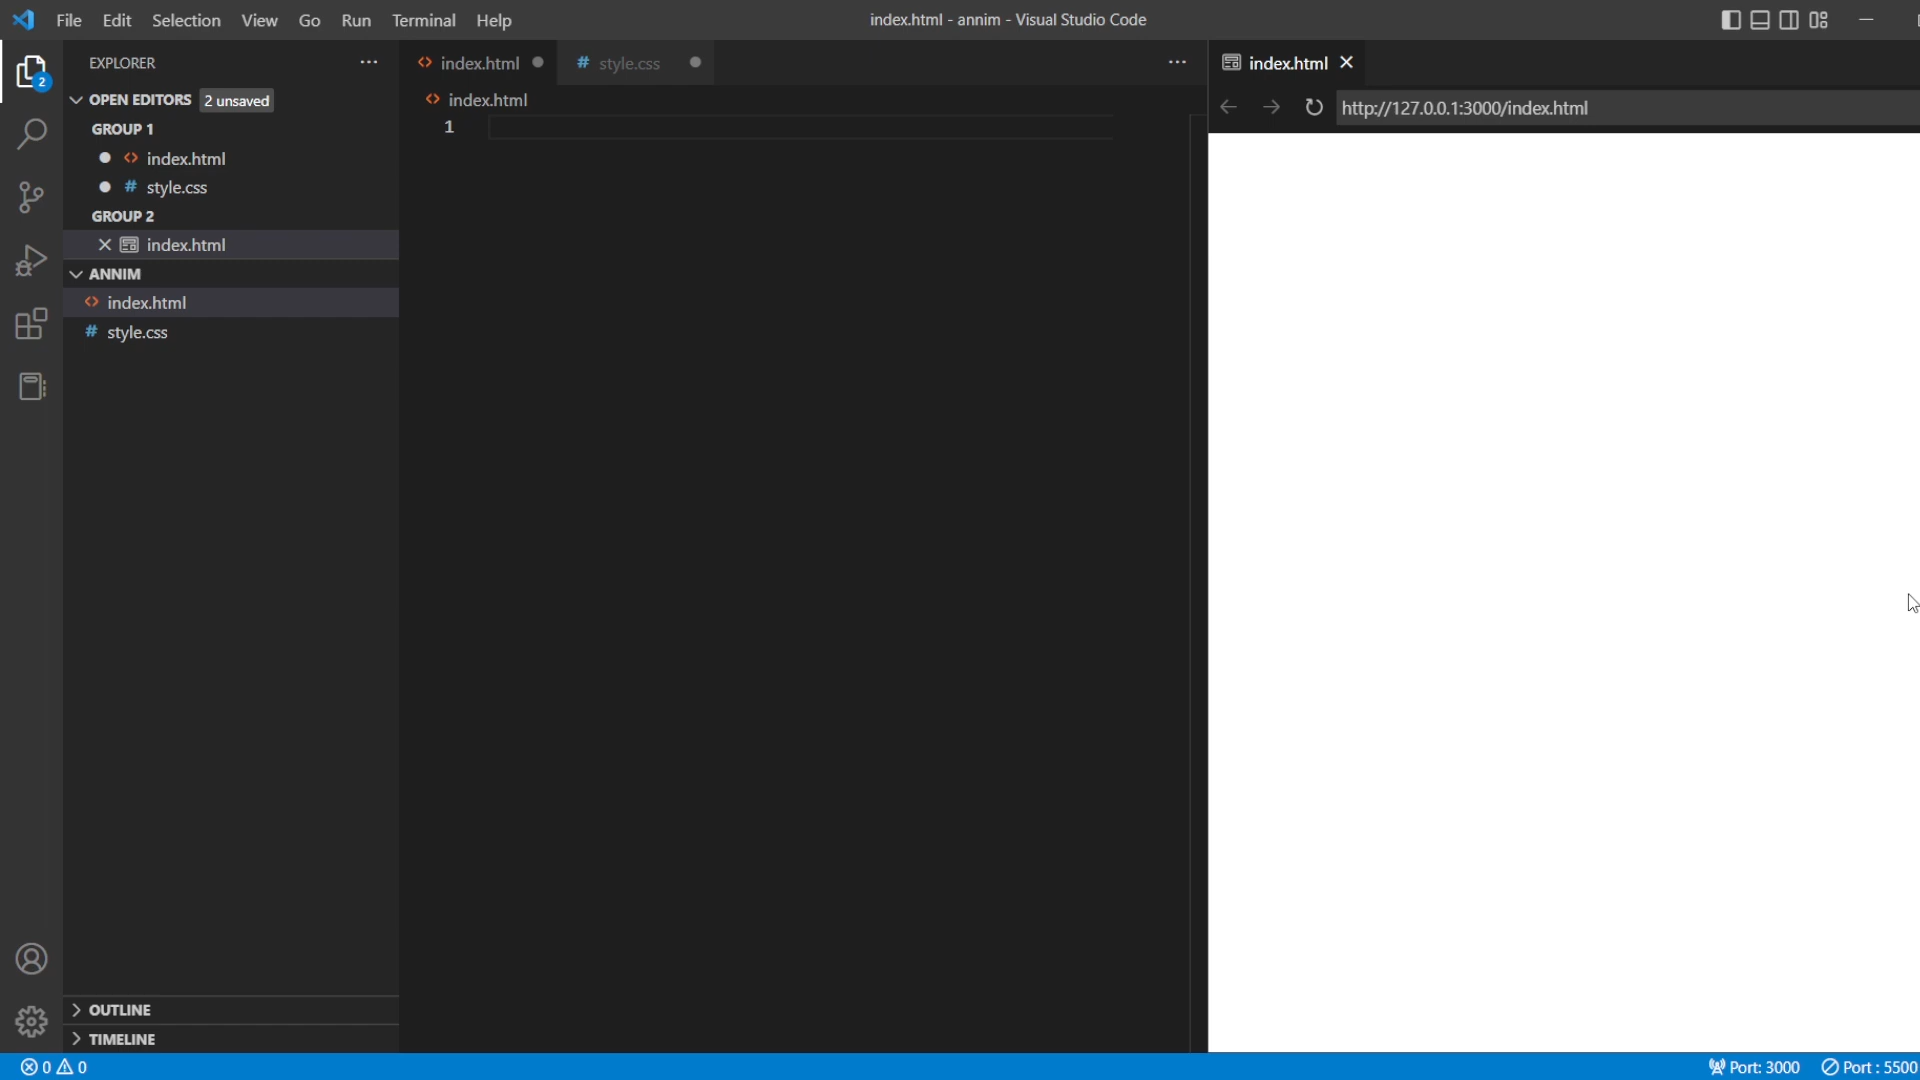 File Edit Selection View Go Run Terminal Help
index.html - annim - Visual Studio Code
EXPLORER
OPEN EDITORS 2 unsaved
GROUP 1
index.html
style.css
GROUP 2
index.html
ANNIM
index.html
style.css
OUTLINE
TIMELINE
index.html
style.css
index.html
1
index.html
http://127.0.0.1:3000/index.html
2
0 0
Port: 3000
Port : 5500